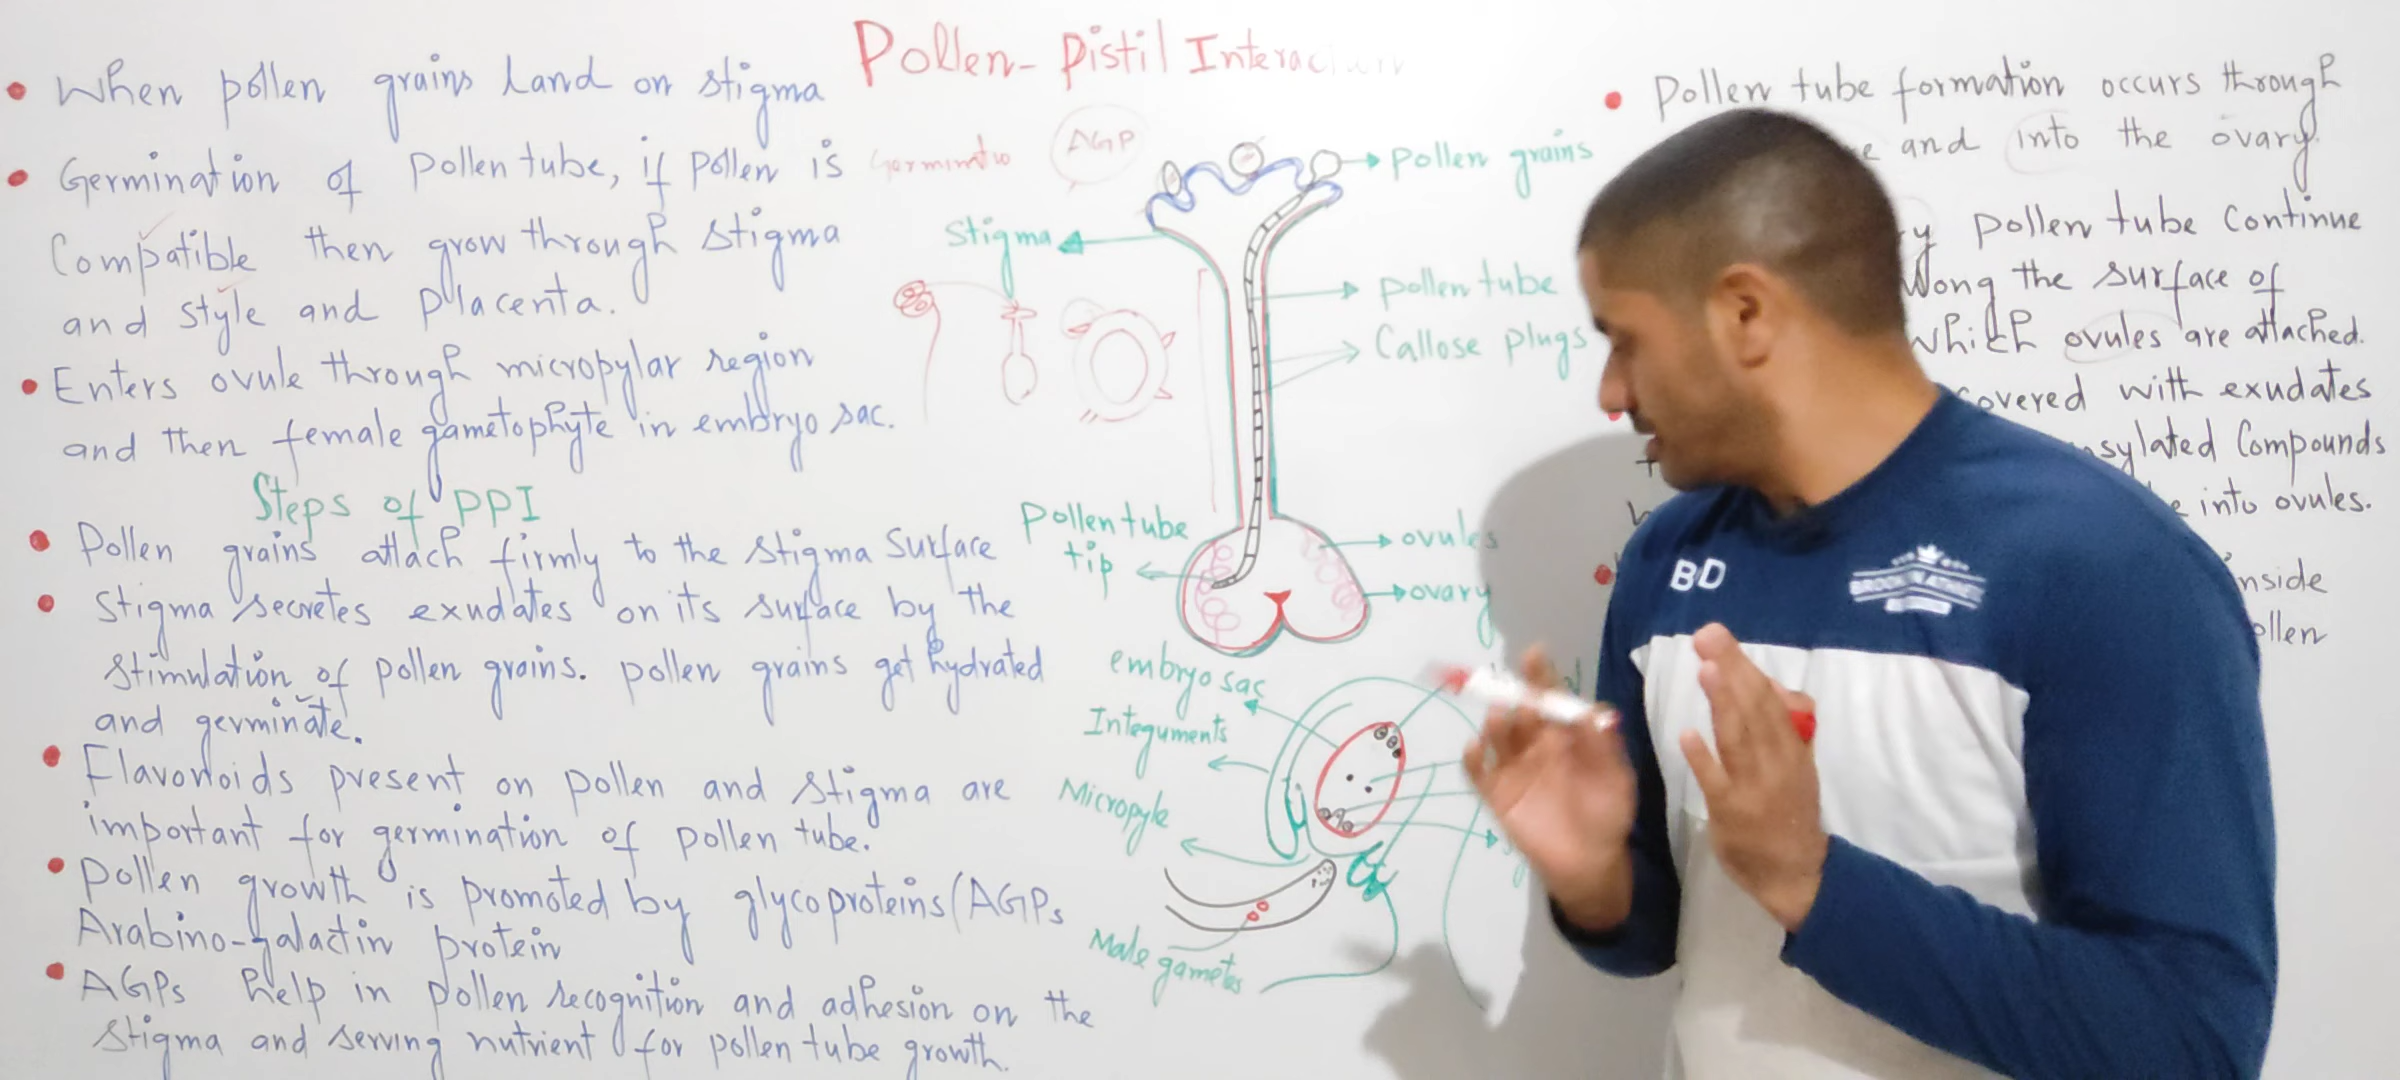 Pollen-Pistil Interaction
• When pollen grains land on stigma
• Germination of pollen tube, if pollen is
Compatible then grow through stigma
and style and placenta.
• Enters ovule through micropylar region
and then female gametophyte in embryo sac.
Steps of PPI
• Pollen grains attach firmly to the stigma surface
• Stigma secretes exudates on its surface by the
stimulation of pollen grains. pollen grains get hydrated
and germinate.
• Flavonoids present on pollen and stigma are
important for germination of pollen tube.
• pollen growth is promoted by glycoproteins(AGPs
Arabino-galactin protein
• AGPs help in pollen recognition and adhesion on the
stigma and serving nutrient for pollen tube growth.
AGP
pollen grains
Stigma
pollen tube
Callose plugs
Pollen tube
tip
ovules
ovary
embryo sac
Integuments
Micropyle
Male gametes
• Pollen tube formation occurs through
and into the ovary.
pollen tube continue
along the surface of
which ovules are attached.
covered with exudates
Compounds
into ovules.
inside
pollen
BD